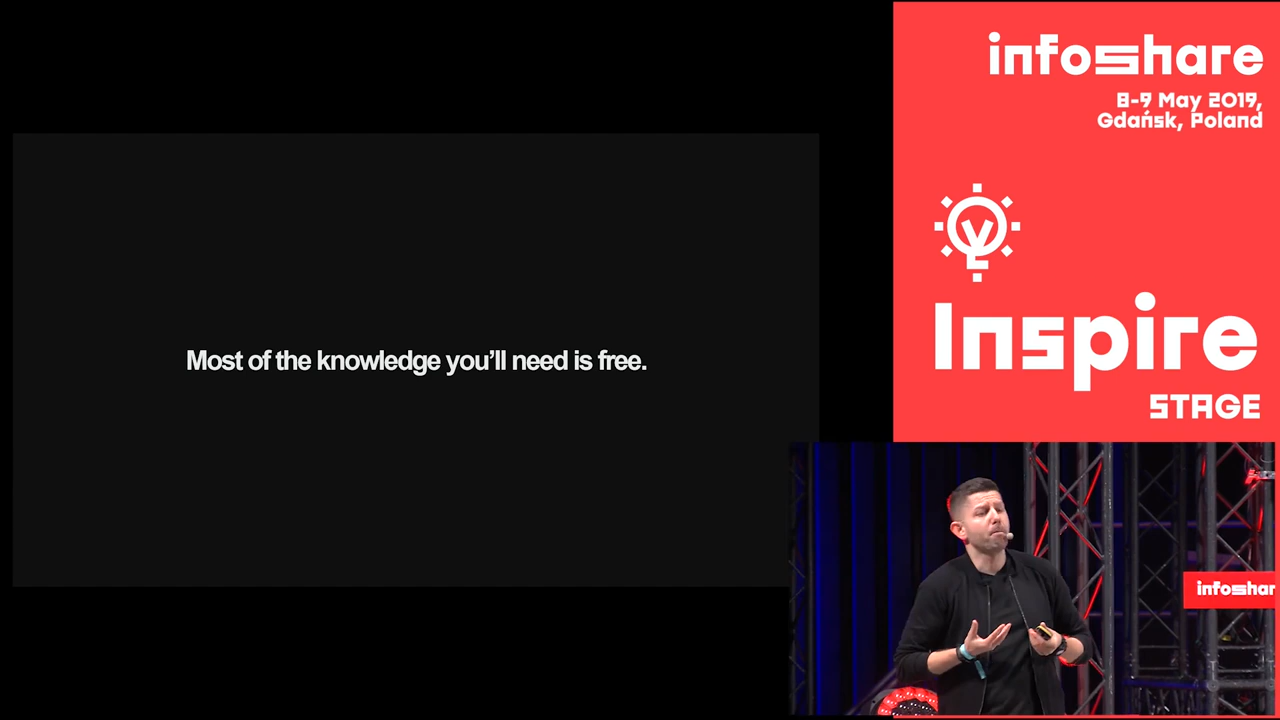 infoshare
8-9 May 2019,
Gdańsk, Poland
Inspire
STAGE
Most of the knowledge you'll need is free.
infoshar